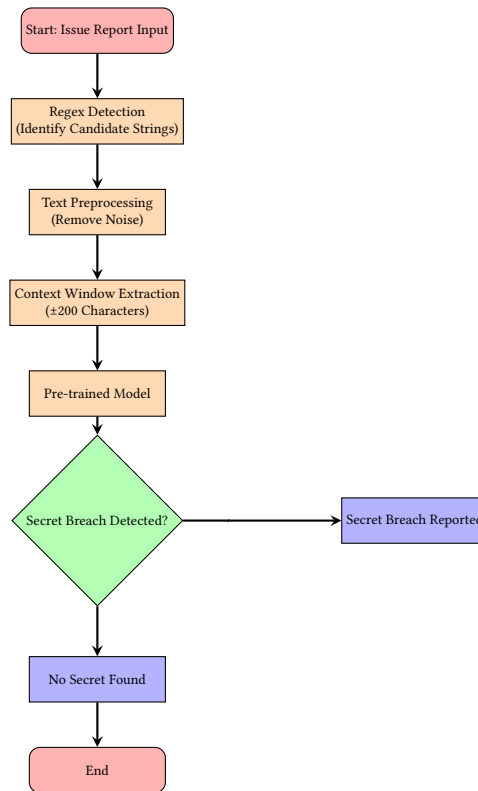 Start: Issue Report Input
Regex Detection
(Identify Candidate Strings)
Text Preprocessing
(Remove Noise)
Context Window Extraction
(±200 Characters)
Pre-trained Model
Secret Breach Detected?
Secret Breach Reported
No Secret Found
End